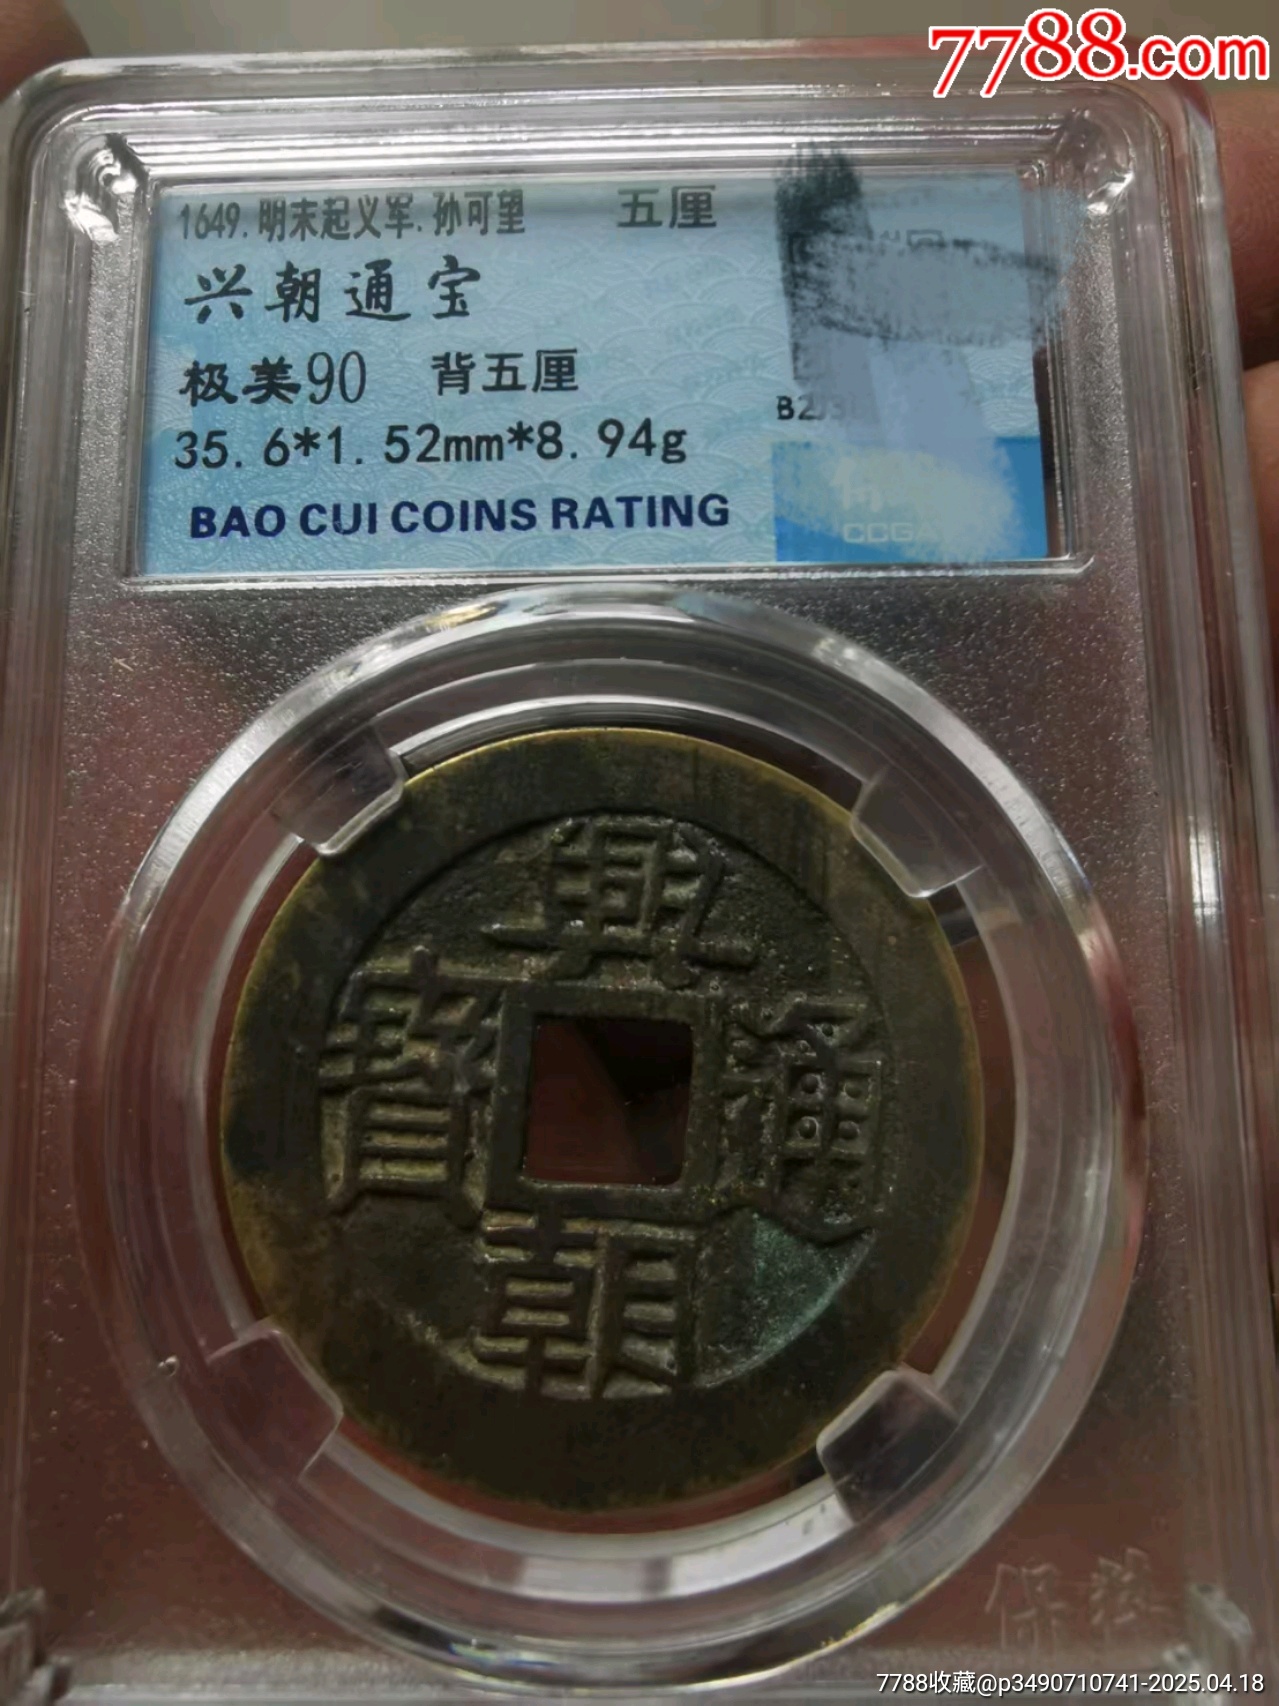 7788.com
1649.明末起义军.孙可望 五厘
兴朝通宝
极美90 背五厘
35.6*1.52mm*8.94g
BAO CUI COINS RATING
興
寶 通
朝
保粹
7788收藏@p3490710741-2025.04.18